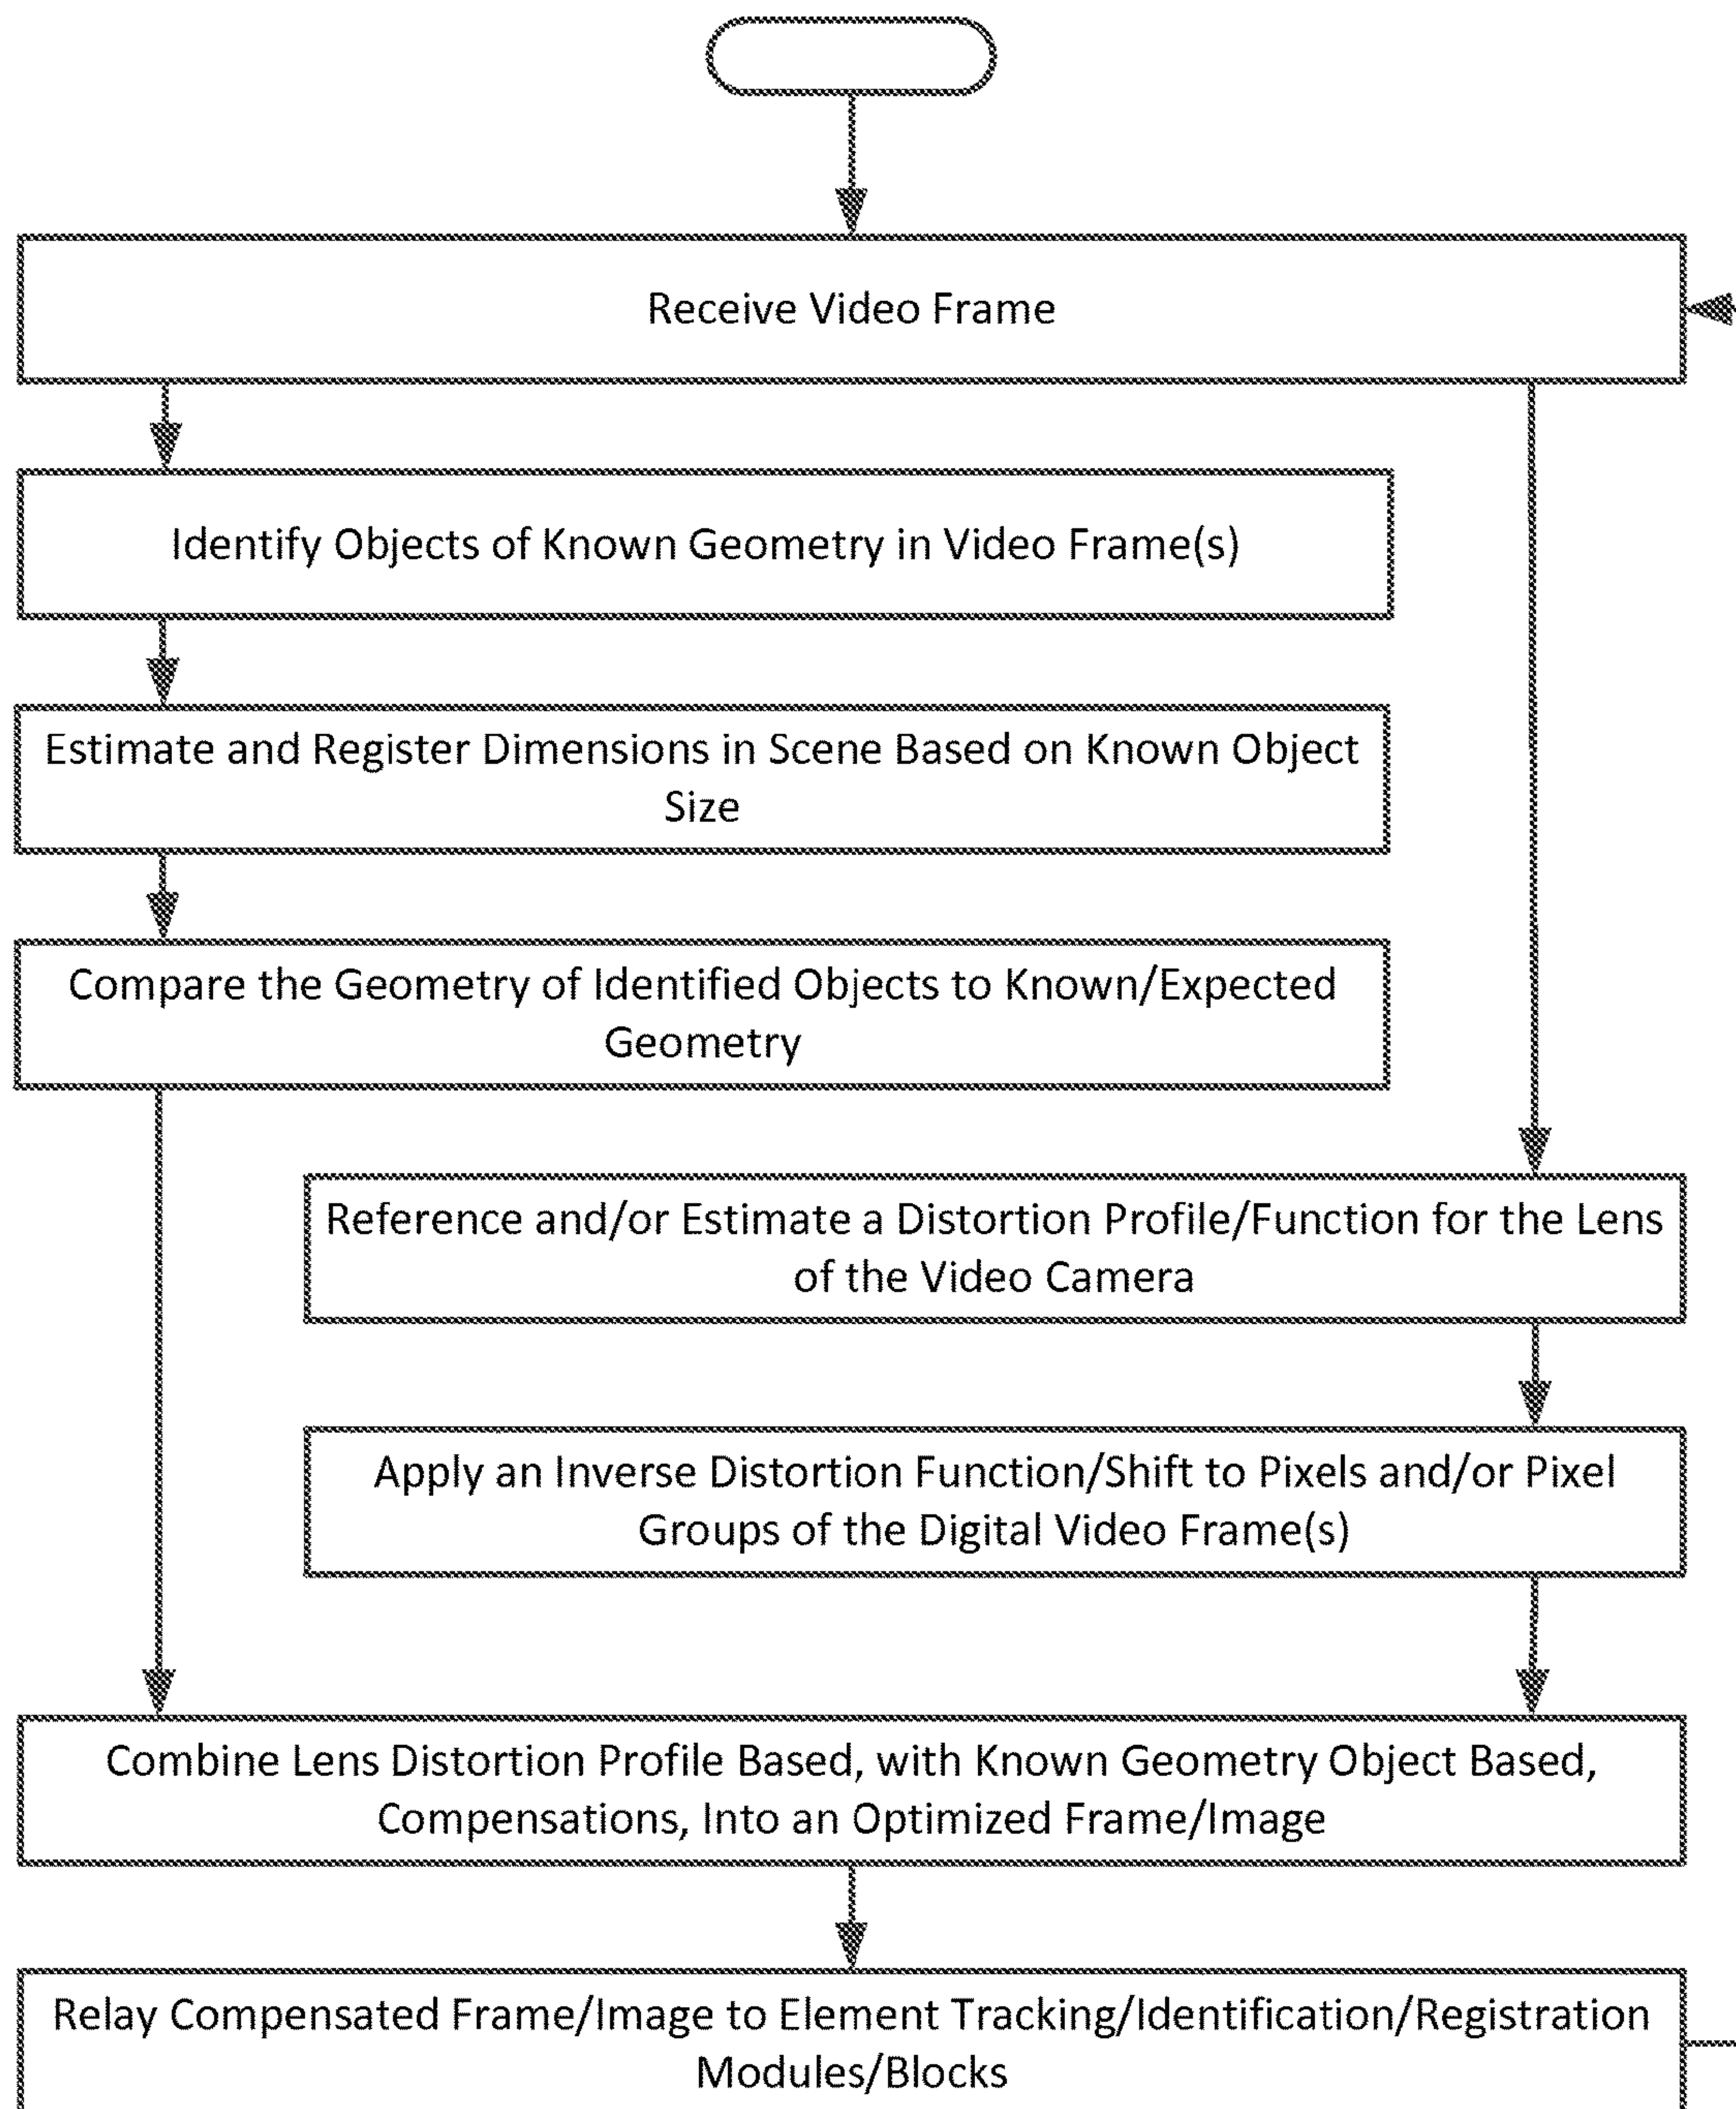 Receive Video Frame
Identify Objects of Known Geometry in Video Frame(s)
Estimate and Register Dimensions in Scene Based on Known Object
Size
Compare the Geometry of Identified Objects to Known/Expected
Geometry
Reference and/or Estimate a Distortion Profile/Function for the Lens
of the Video Camera
Apply an Inverse Distortion Function/Shift to Pixels and/or Pixel
Groups of the Digital Video Frame(s)
Combine Lens Distortion Profile Based, with Known Geometry Object Based,
Compensations, Into an Optimized Frame/Image
Relay Compensated Frame/Image to Element Tracking/Identification/Registration
Modules/Blocks